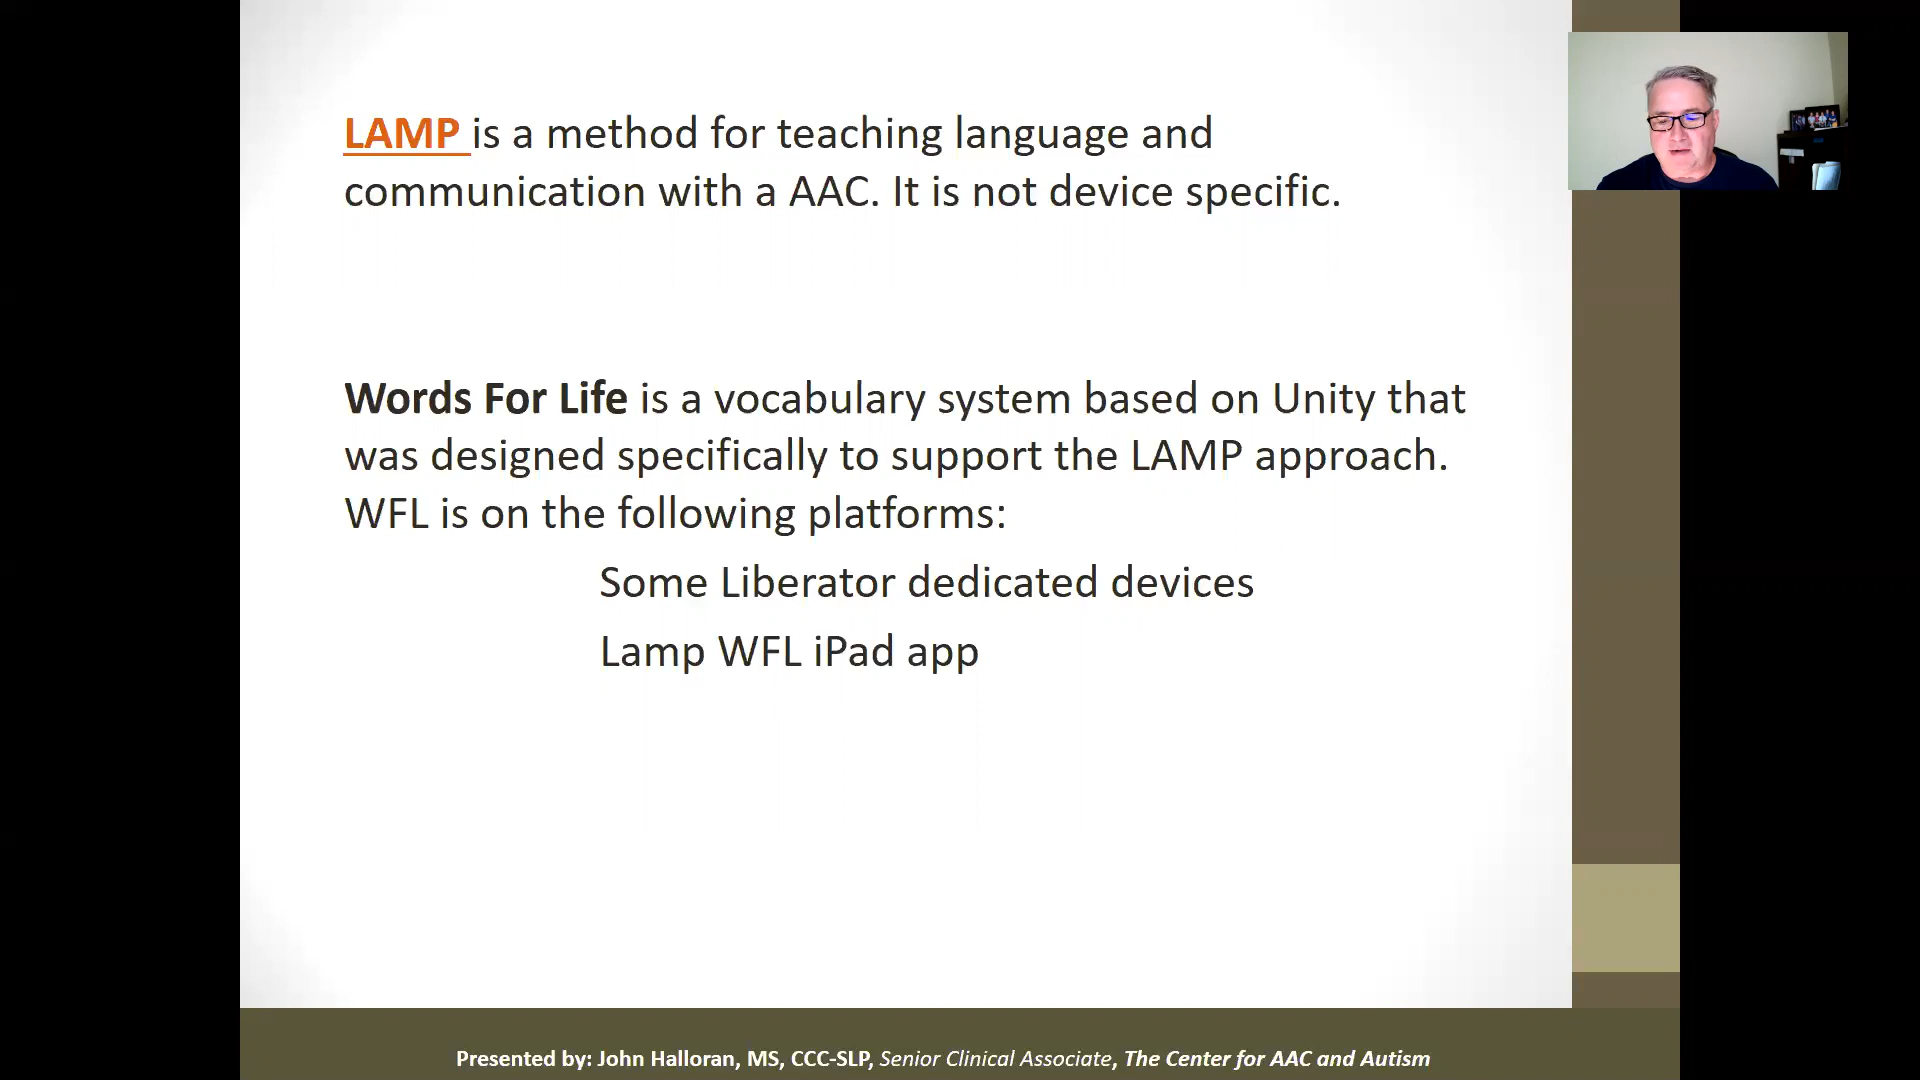 LAMP is a method for teaching language and
communication with a AAC. It is not device specific.
Words For Life is a vocabulary system based on Unity that
was designed specifically to support the LAMP approach.
WFL is on the following platforms:
Some Liberator dedicated devices
Lamp WFL iPad app
Presented by: John Halloran, MS, CCC-SLP, Senior Clinical Associate, The Center for AAC and Autism